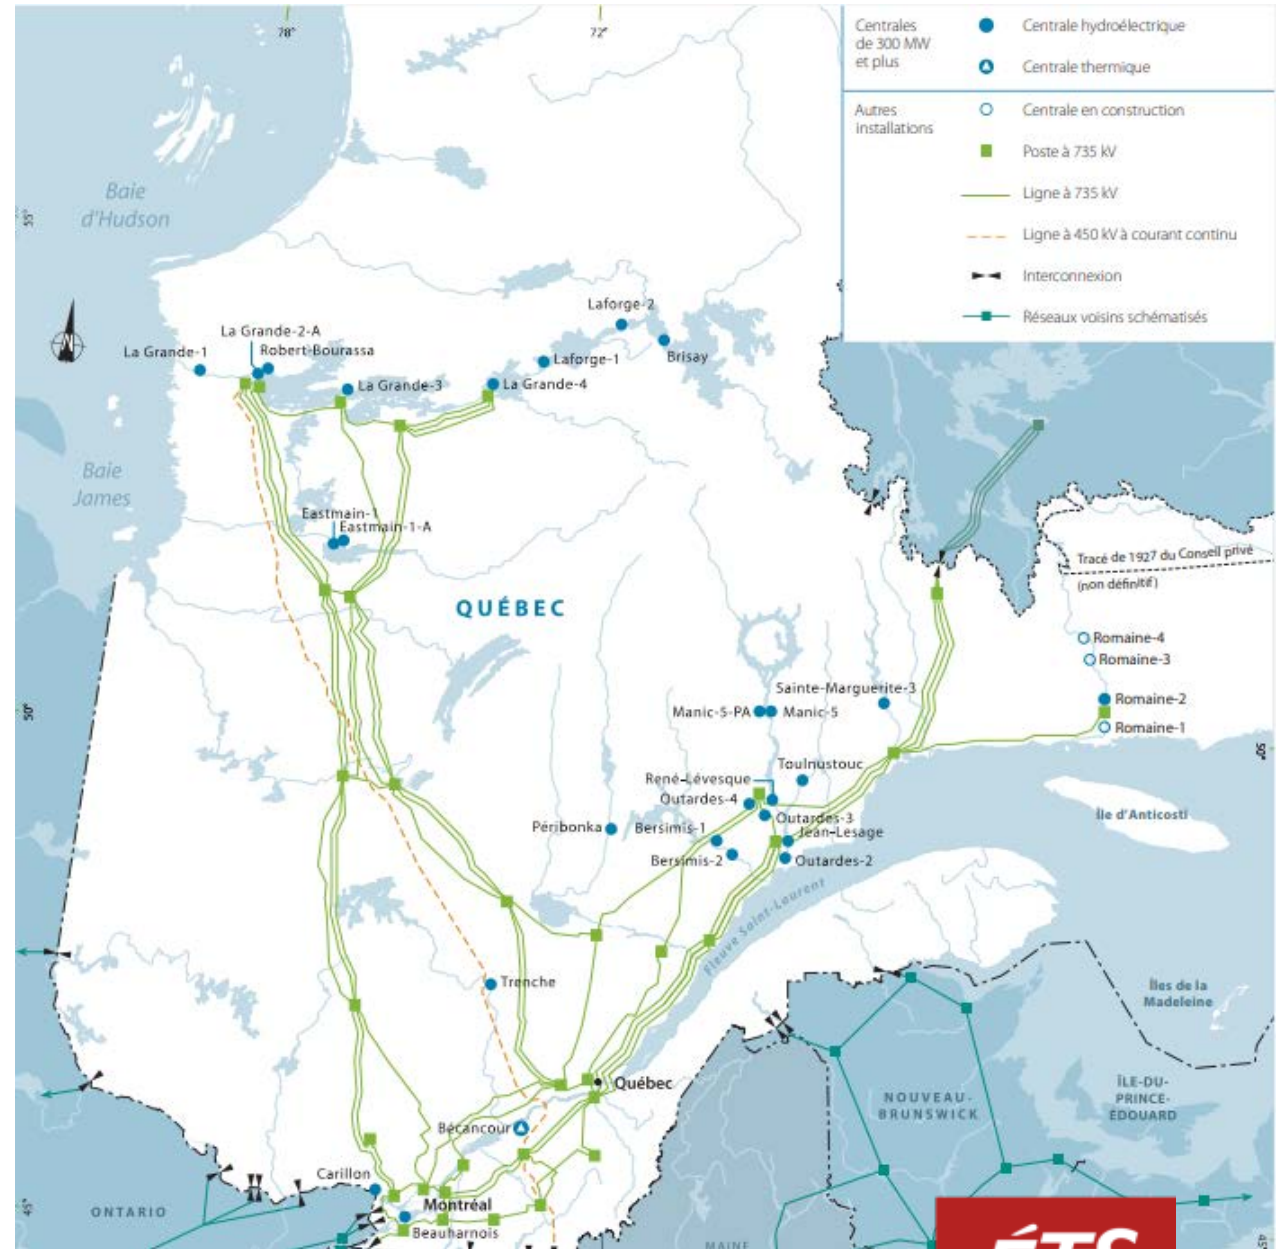 78°
72°
Centrales
de 300 MW
et plus
Centrale hydroélectrique
Centrale thermique
Autres
installations
Centrale en construction
Poste à 735 kV
Ligne à 735 kV
Ligne à 450 kV à courant continu
Interconnexion
Réseaux voisins schématisés
Baie
d'Hudson
55°
Laforge-2
La Grande-2-A
Robert-Bourassa
La Grande-1
Laforge-1
Brisay
La Grande-3
La Grande-4
Baie
James
Eastmain-1
Eastmain-1-A
Tracé de 1927 du Conseil privé
(non définitif)
QUÉBEC
Romaine-4
Romaine-3
Sainte-Marguerite-3
Romaine-2
Manic-5-PA
Manic-5
Romaine-1
50°
50°
Toulnustouc
René-Lévesque
Outardes-4
Île d'Anticosti
Outardes-3
Péribonka
Bersimis-1
Jean-Lesage
Bersimis-2
Outardes-2
Fleuve Saint-Laurent
Trenche
Îles de la
Madeleine
Québec
ÎLE-DU-
PRINCE-
ÉDOUARD
NOUVEAU-
BRUNSWICK
Bécancour
Carillon
45°
ONTARIO
Montréal
Beauharnois
MAINE
45°
ÉTS